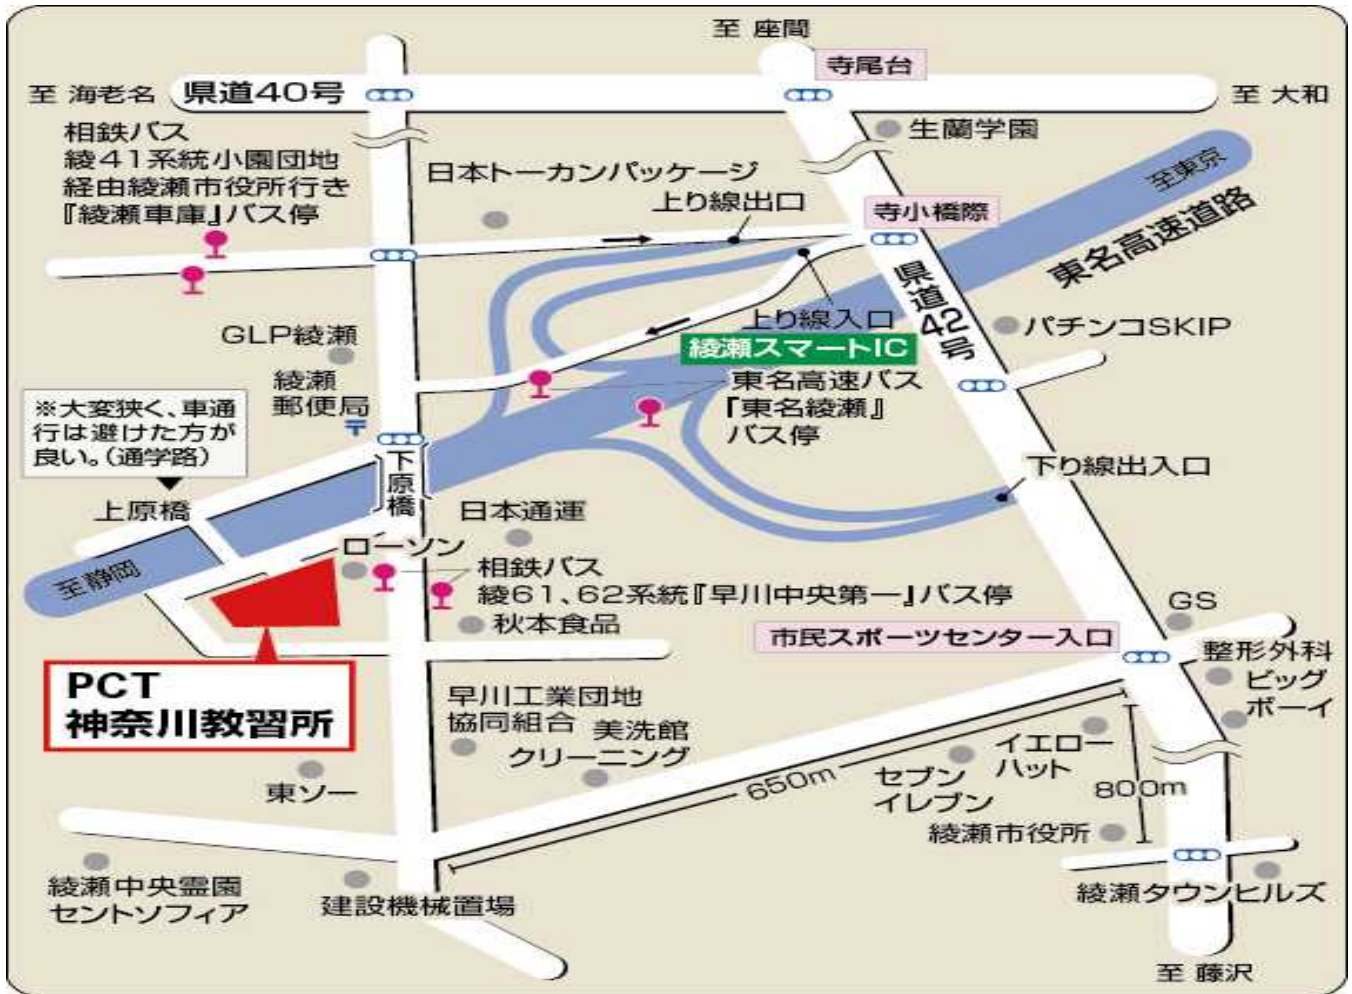 至 座間
寺尾台
至 海老名
県道40号
至 大和
相鉄バス
綾41系統小園団地
経由綾瀬市役所行き
『綾瀬車庫』バス停
生蘭学園
日本トーカンパッケージ
至東京
上り線出口
寺小橋際
東名高速道路
県道42号
上り線入口
パチンコSKIP
GLP綾瀬
綾瀬スマートIC
綾瀬
郵便局
〒
東名高速バス
『東名綾瀬』
バス停
※大変狭く、車通
行は避けた方が
良い。(通学路)
下原橋
下り線出入口
上原橋
日本通運
ローソン
至静岡
相鉄バス
綾61、62系統『早川中央第一』バス停
GS
秋本食品
市民スポーツセンター入口
整形外科
PCT
神奈川教習所
ビッグ
ボーイ
早川工業団地
協同組合
美洗館
クリーニング
イエロー
ハット
650m
セブン
イレブン
800m
東ソー
綾瀬市役所
綾瀬中央霊園
セントソフィア
建設機械置場
綾瀬タウンヒルズ
至 藤沢